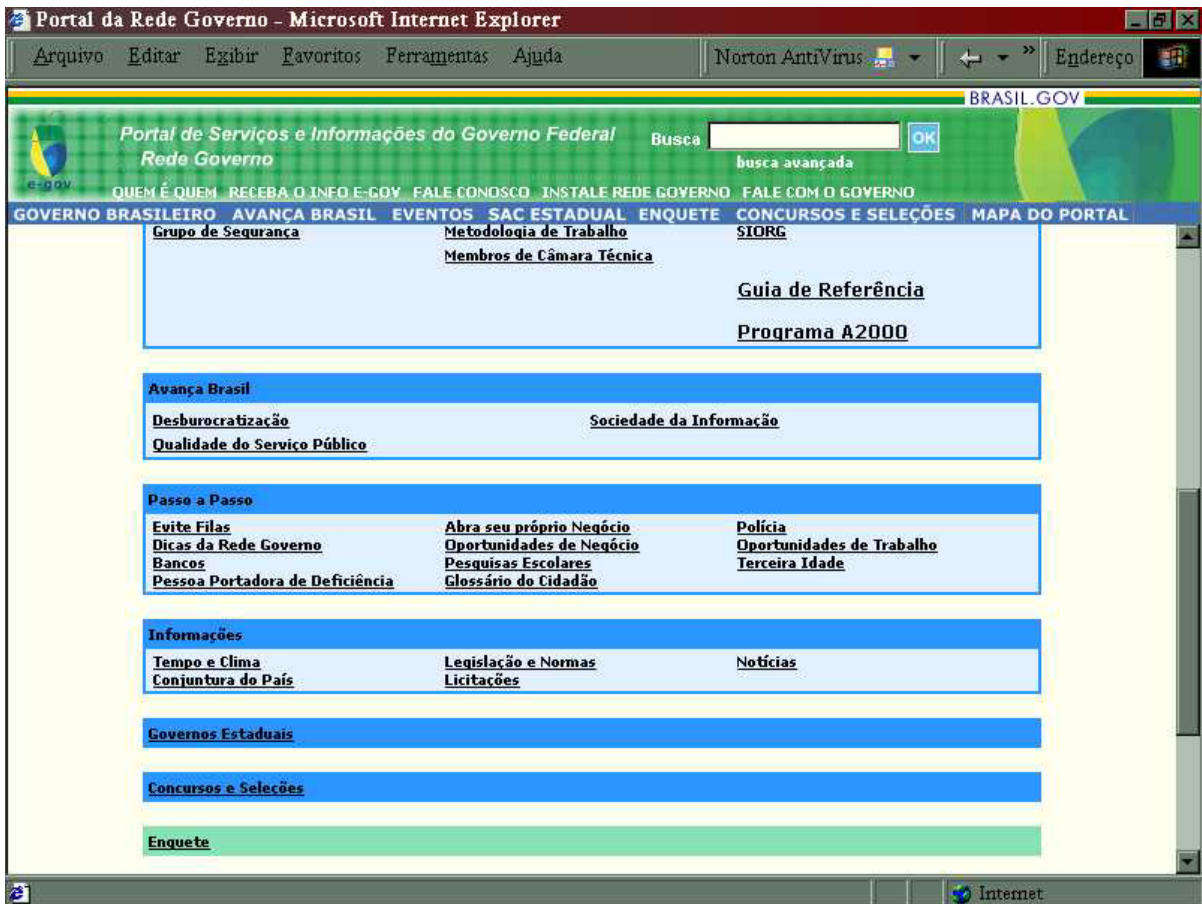 Portal da Rede Governo - Microsoft Internet Explorer
Arquivo Editar Exibir Favoritos Ferramentas Ajuda Norton AntiVirus » Endereço
BRASIL.GOV
Portal de Serviços e Informações do Governo Federal Busca OK
Rede Governo busca avançada
e-gov
QUEM É QUEM RECEBA O INFO E-GOV FALE CONOSCO INSTALE REDE GOVERNO FALE COM O GOVERNO
GOVERNO BRASILEIRO AVANÇA BRASIL EVENTOS SAC ESTADUAL ENQUETE CONCURSOS E SELEÇÕES MAPA DO PORTAL
Grupo de Segurança Metodologia de Trabalho SIORG
Membros de Câmara Técnica
Guia de Referência
Programa A2000
Avança Brasil
Desburocratização Sociedade da Informação
Qualidade do Serviço Público
Passo a Passo
Evite Filas Abra seu próprio Negócio Polícia
Dicas da Rede Governo Oportunidades de Negócio Oportunidades de Trabalho
Bancos Pesquisas Escolares Terceira Idade
Pessoa Portadora de Deficiência Glossário do Cidadão
Informações
Tempo e Clima Legislação e Normas Notícias
Conjuntura do País Licitações
Governos Estaduais
Concursos e Seleções
Enquete
Internet